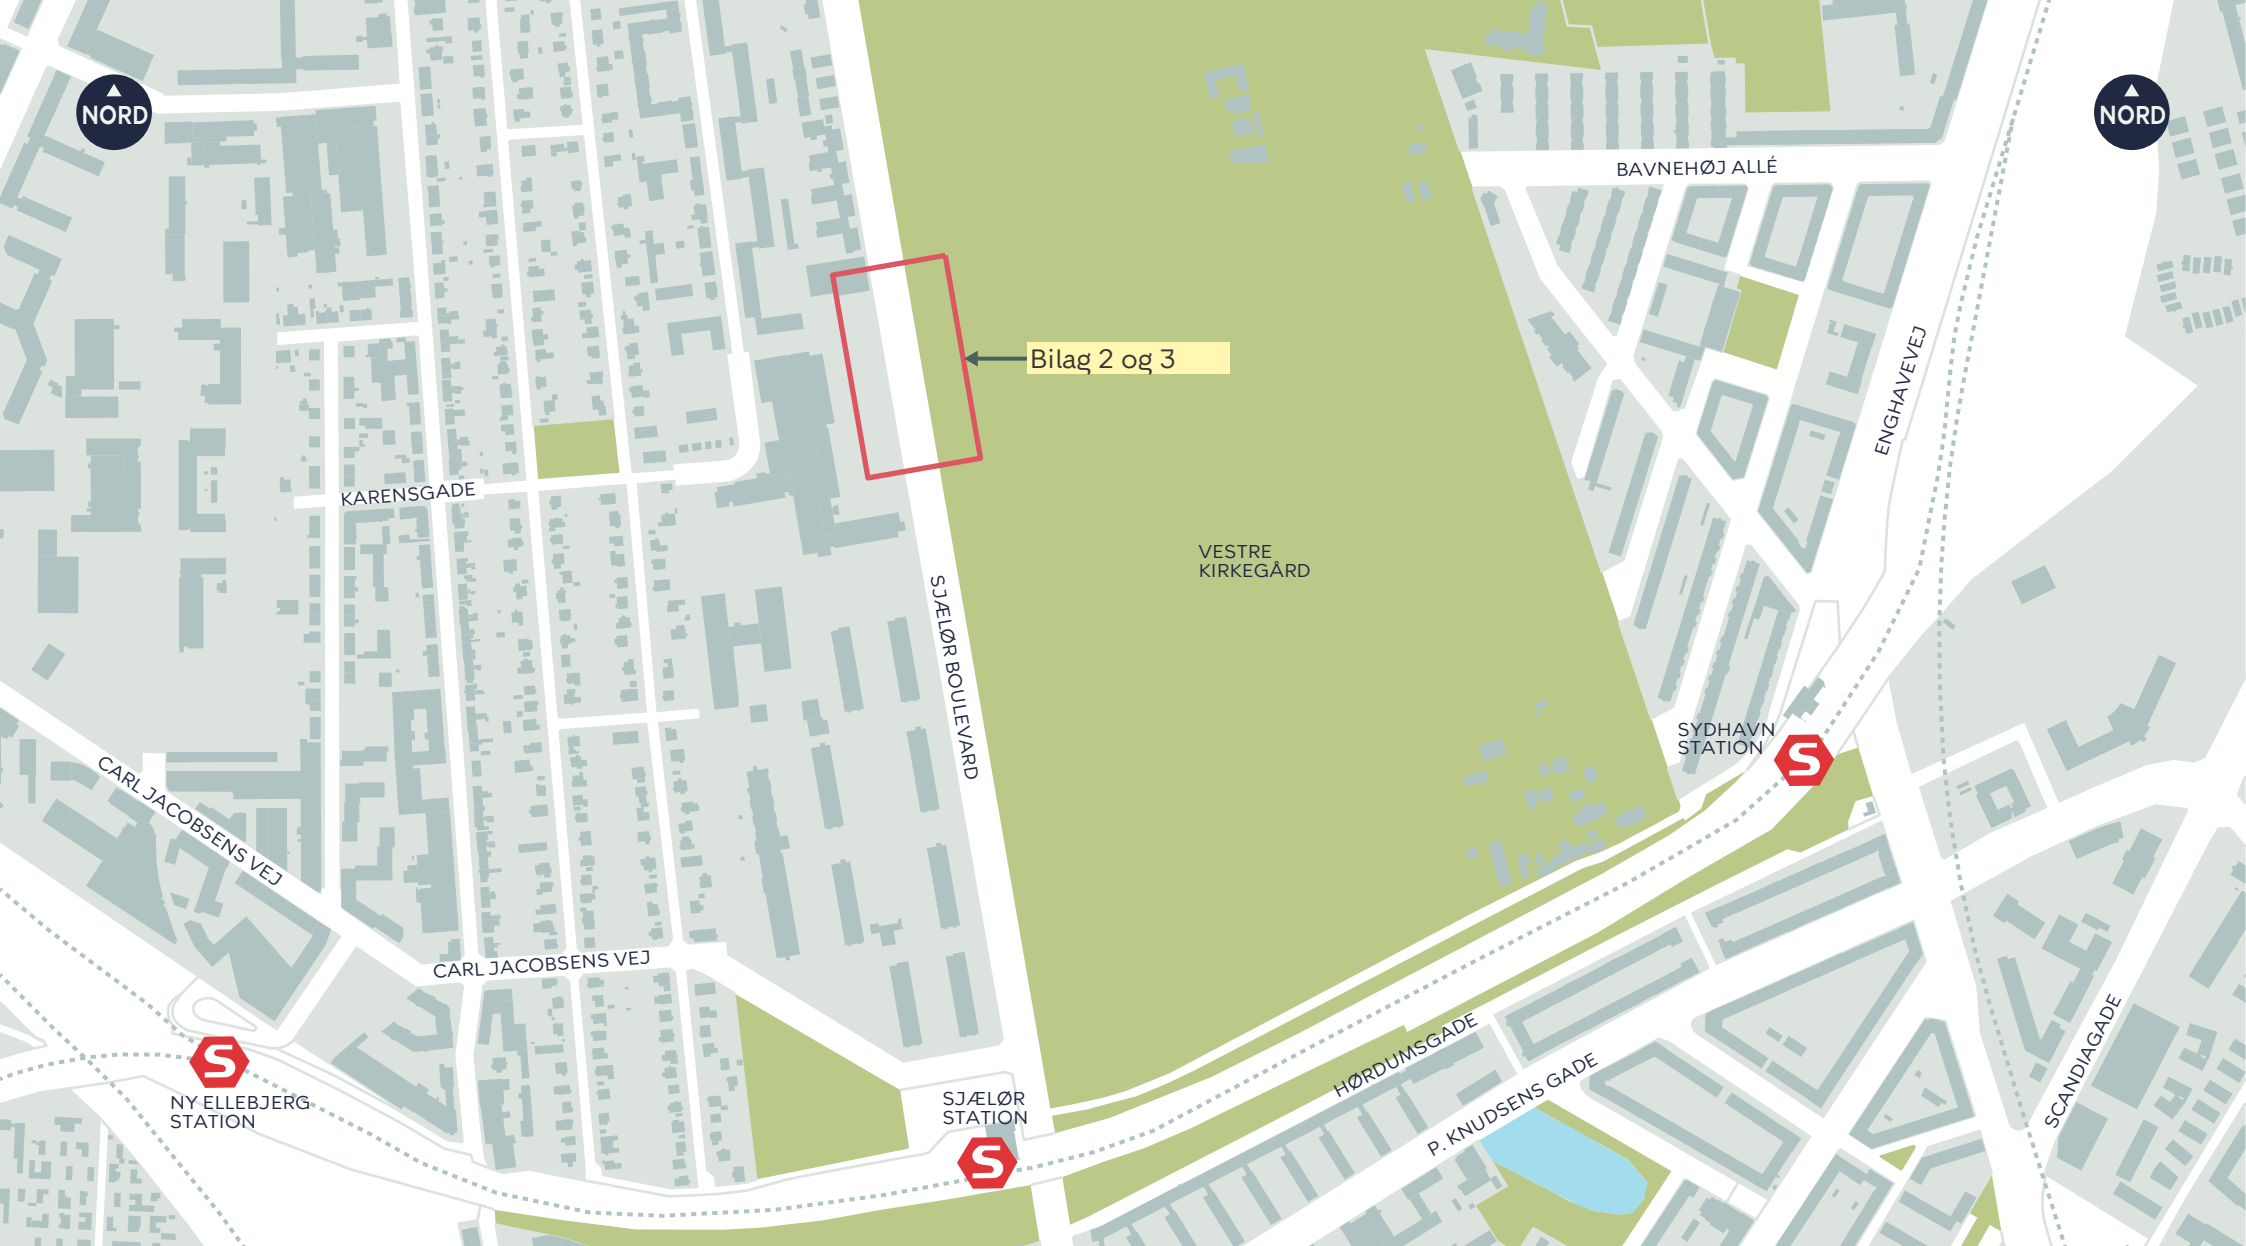 NORD
NORD
BAVNEHØJ ALLÉ
Bilag 2 og 3
ENGHAVEVEJ
KARENSGADE
VESTRE
KIRKEGÅRD
SJÆLØR BOULEVARD
SYDHAVN
STATION
S
CARL JACOBSENS VEJ
CARL JACOBSENS VEJ
HØRDUMSGADE
P. KNUDSENS GADE
SCANDIAGADE
S
NY ELLEBJERG
STATION
SJÆLØR
STATION
S